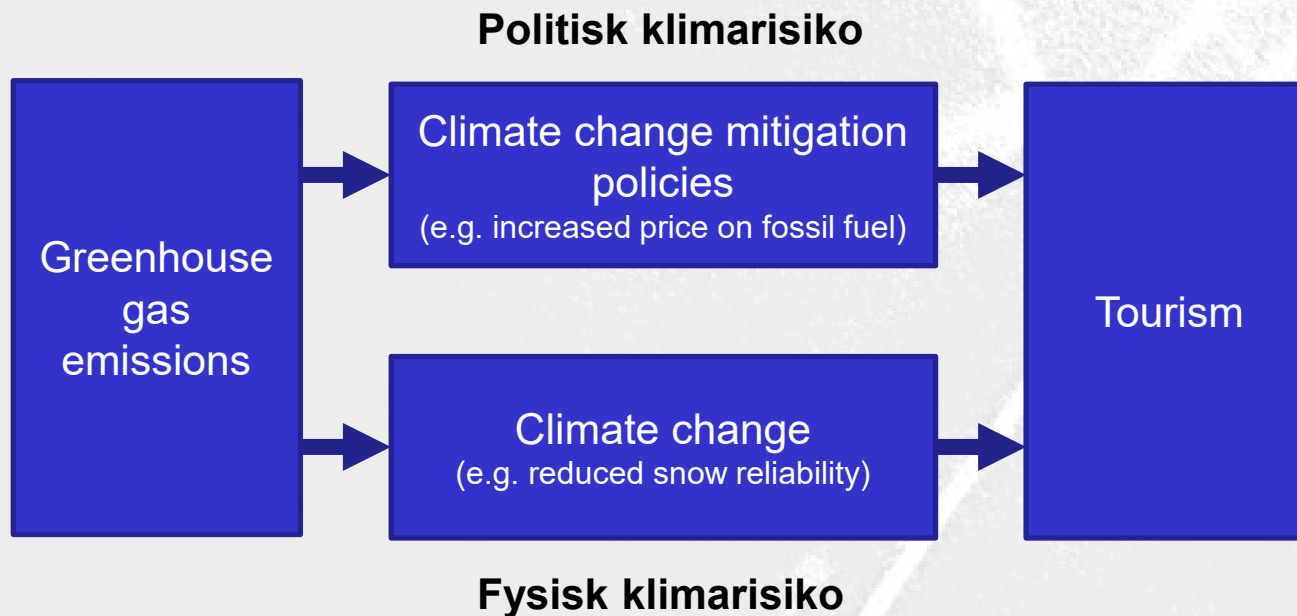 Politisk klimarisiko
Greenhouse
gas
emissions
Climate change mitigation
policies
(e.g. increased price on fossil fuel)
Climate change
(e.g. reduced snow reliability)
Tourism
Fysisk klimarisiko